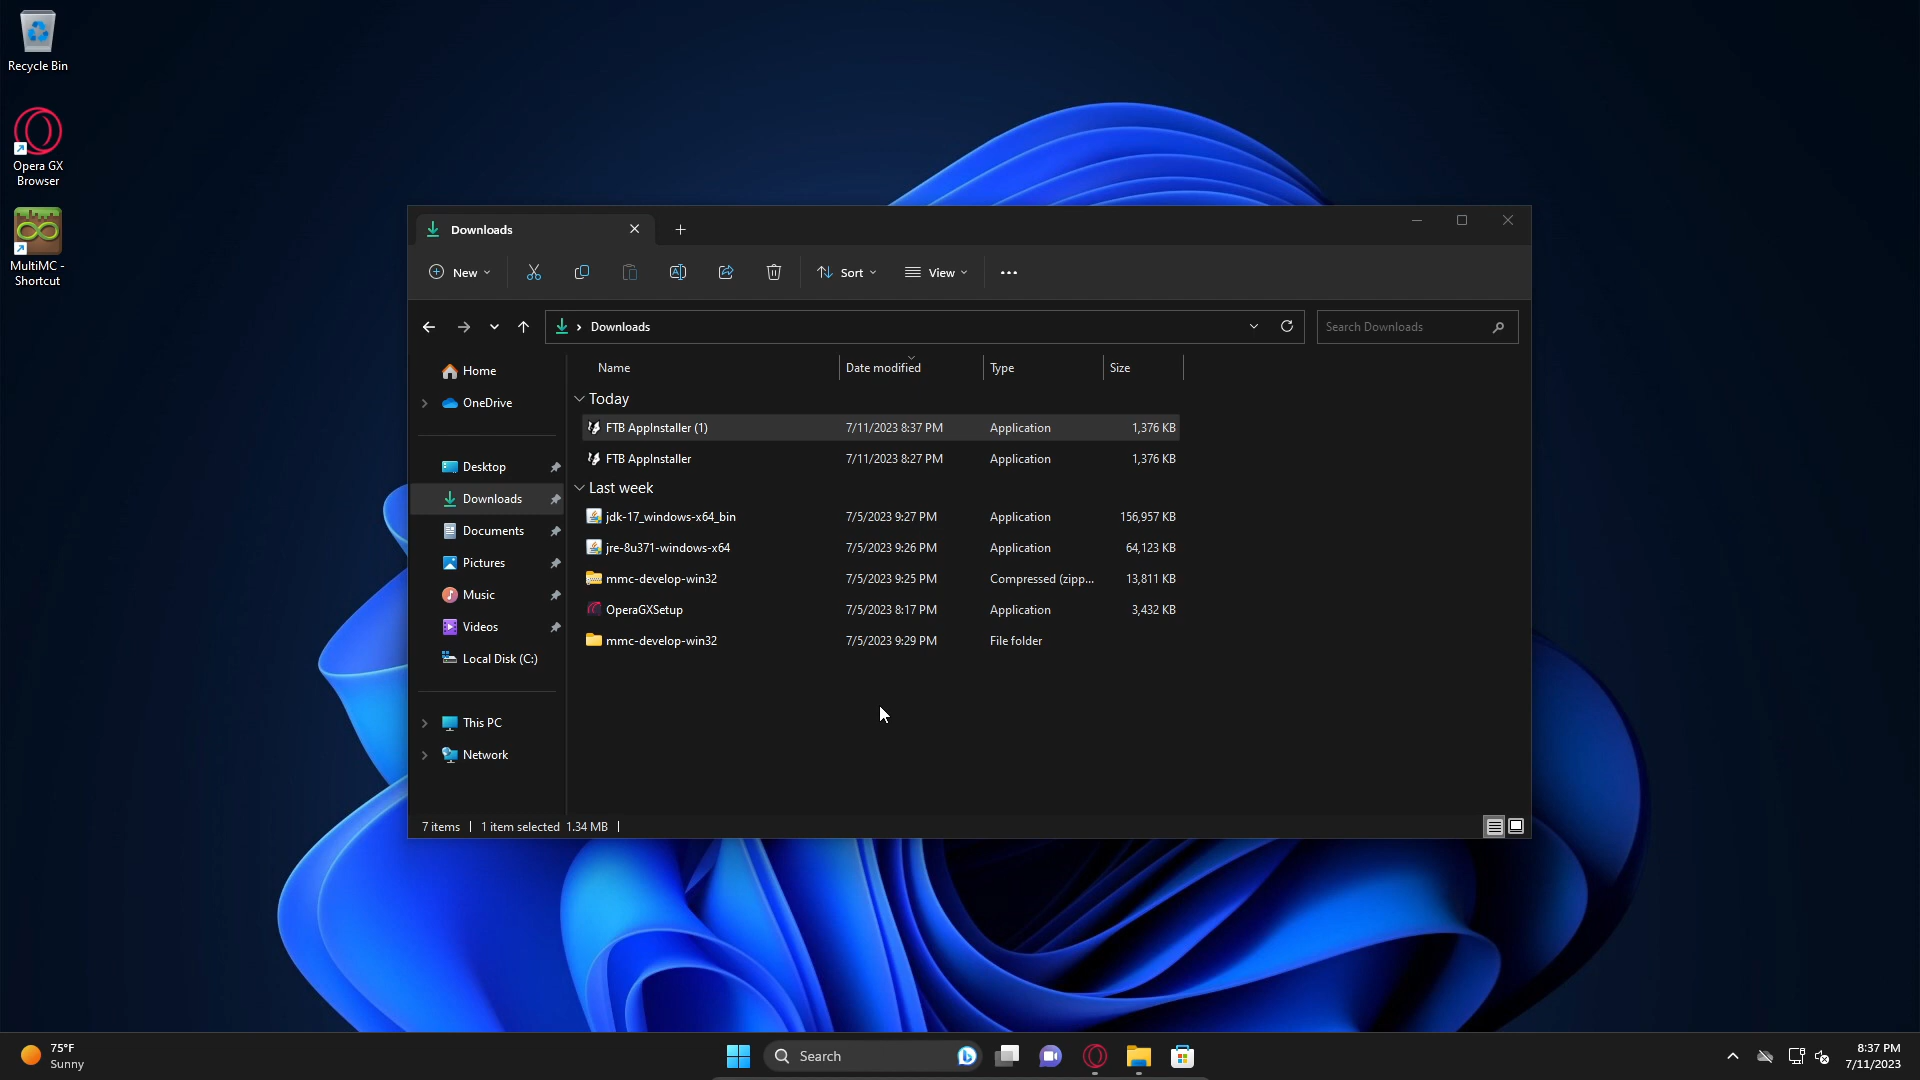 Recycle Bin
Opera GX
Browser
MultiMC -
Shortcut
Downloads
New
Sort
View
Downloads
Search Downloads
Home
OneDrive
Desktop
Downloads
Documents
Pictures
Music
Videos
Local Disk (C:)
This PC
Network
Name Date modified Type Size
Today
FTB AppInstaller (1) 7/11/2023 8:37 PM Application 1,376 KB
FTB AppInstaller 7/11/2023 8:27 PM Application 1,376 KB
Last week
jdk-17_windows-x64_bin 7/5/2023 9:27 PM Application 156,957 KB
jre-8u371-windows-x64 7/5/2023 9:26 PM Application 64,123 KB
mmc-develop-win32 7/5/2023 9:25 PM Compressed (zipp... 13,811 KB
OperaGXSetup 7/5/2023 8:17 PM Application 3,432 KB
mmc-develop-win32 7/5/2023 9:29 PM File folder
7 items 1 item selected 1.34 MB
75°F
Sunny
Search
8:37 PM
7/11/2023